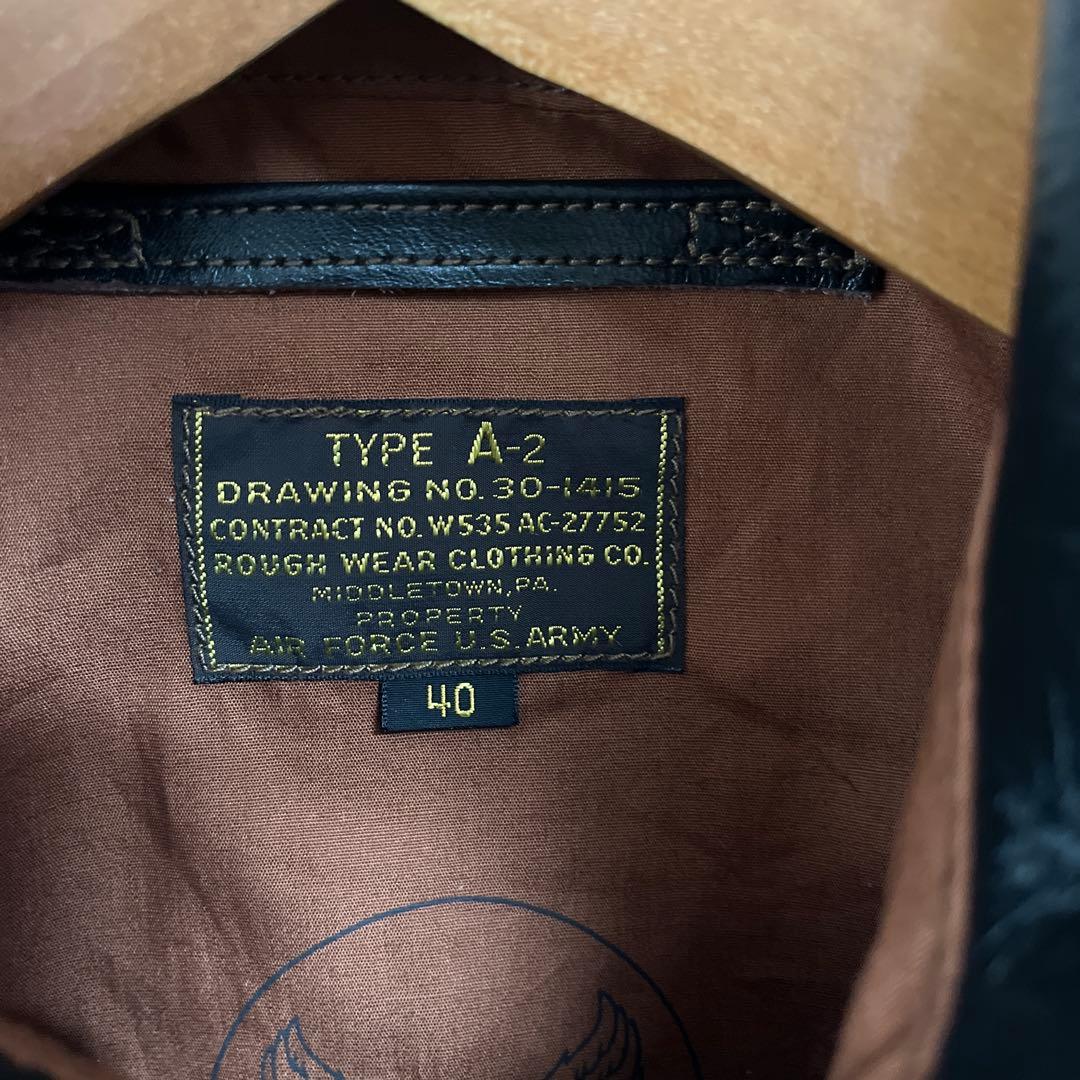 TYPE A-2
DRAWING NO. 30-1415
CONTRACT NO. W535 AC-27752
ROUGH WEAR CLOTHING CO.
MIDDLETOWN, PA.
PROPERTY
AIR FORCE U.S. ARMY
40